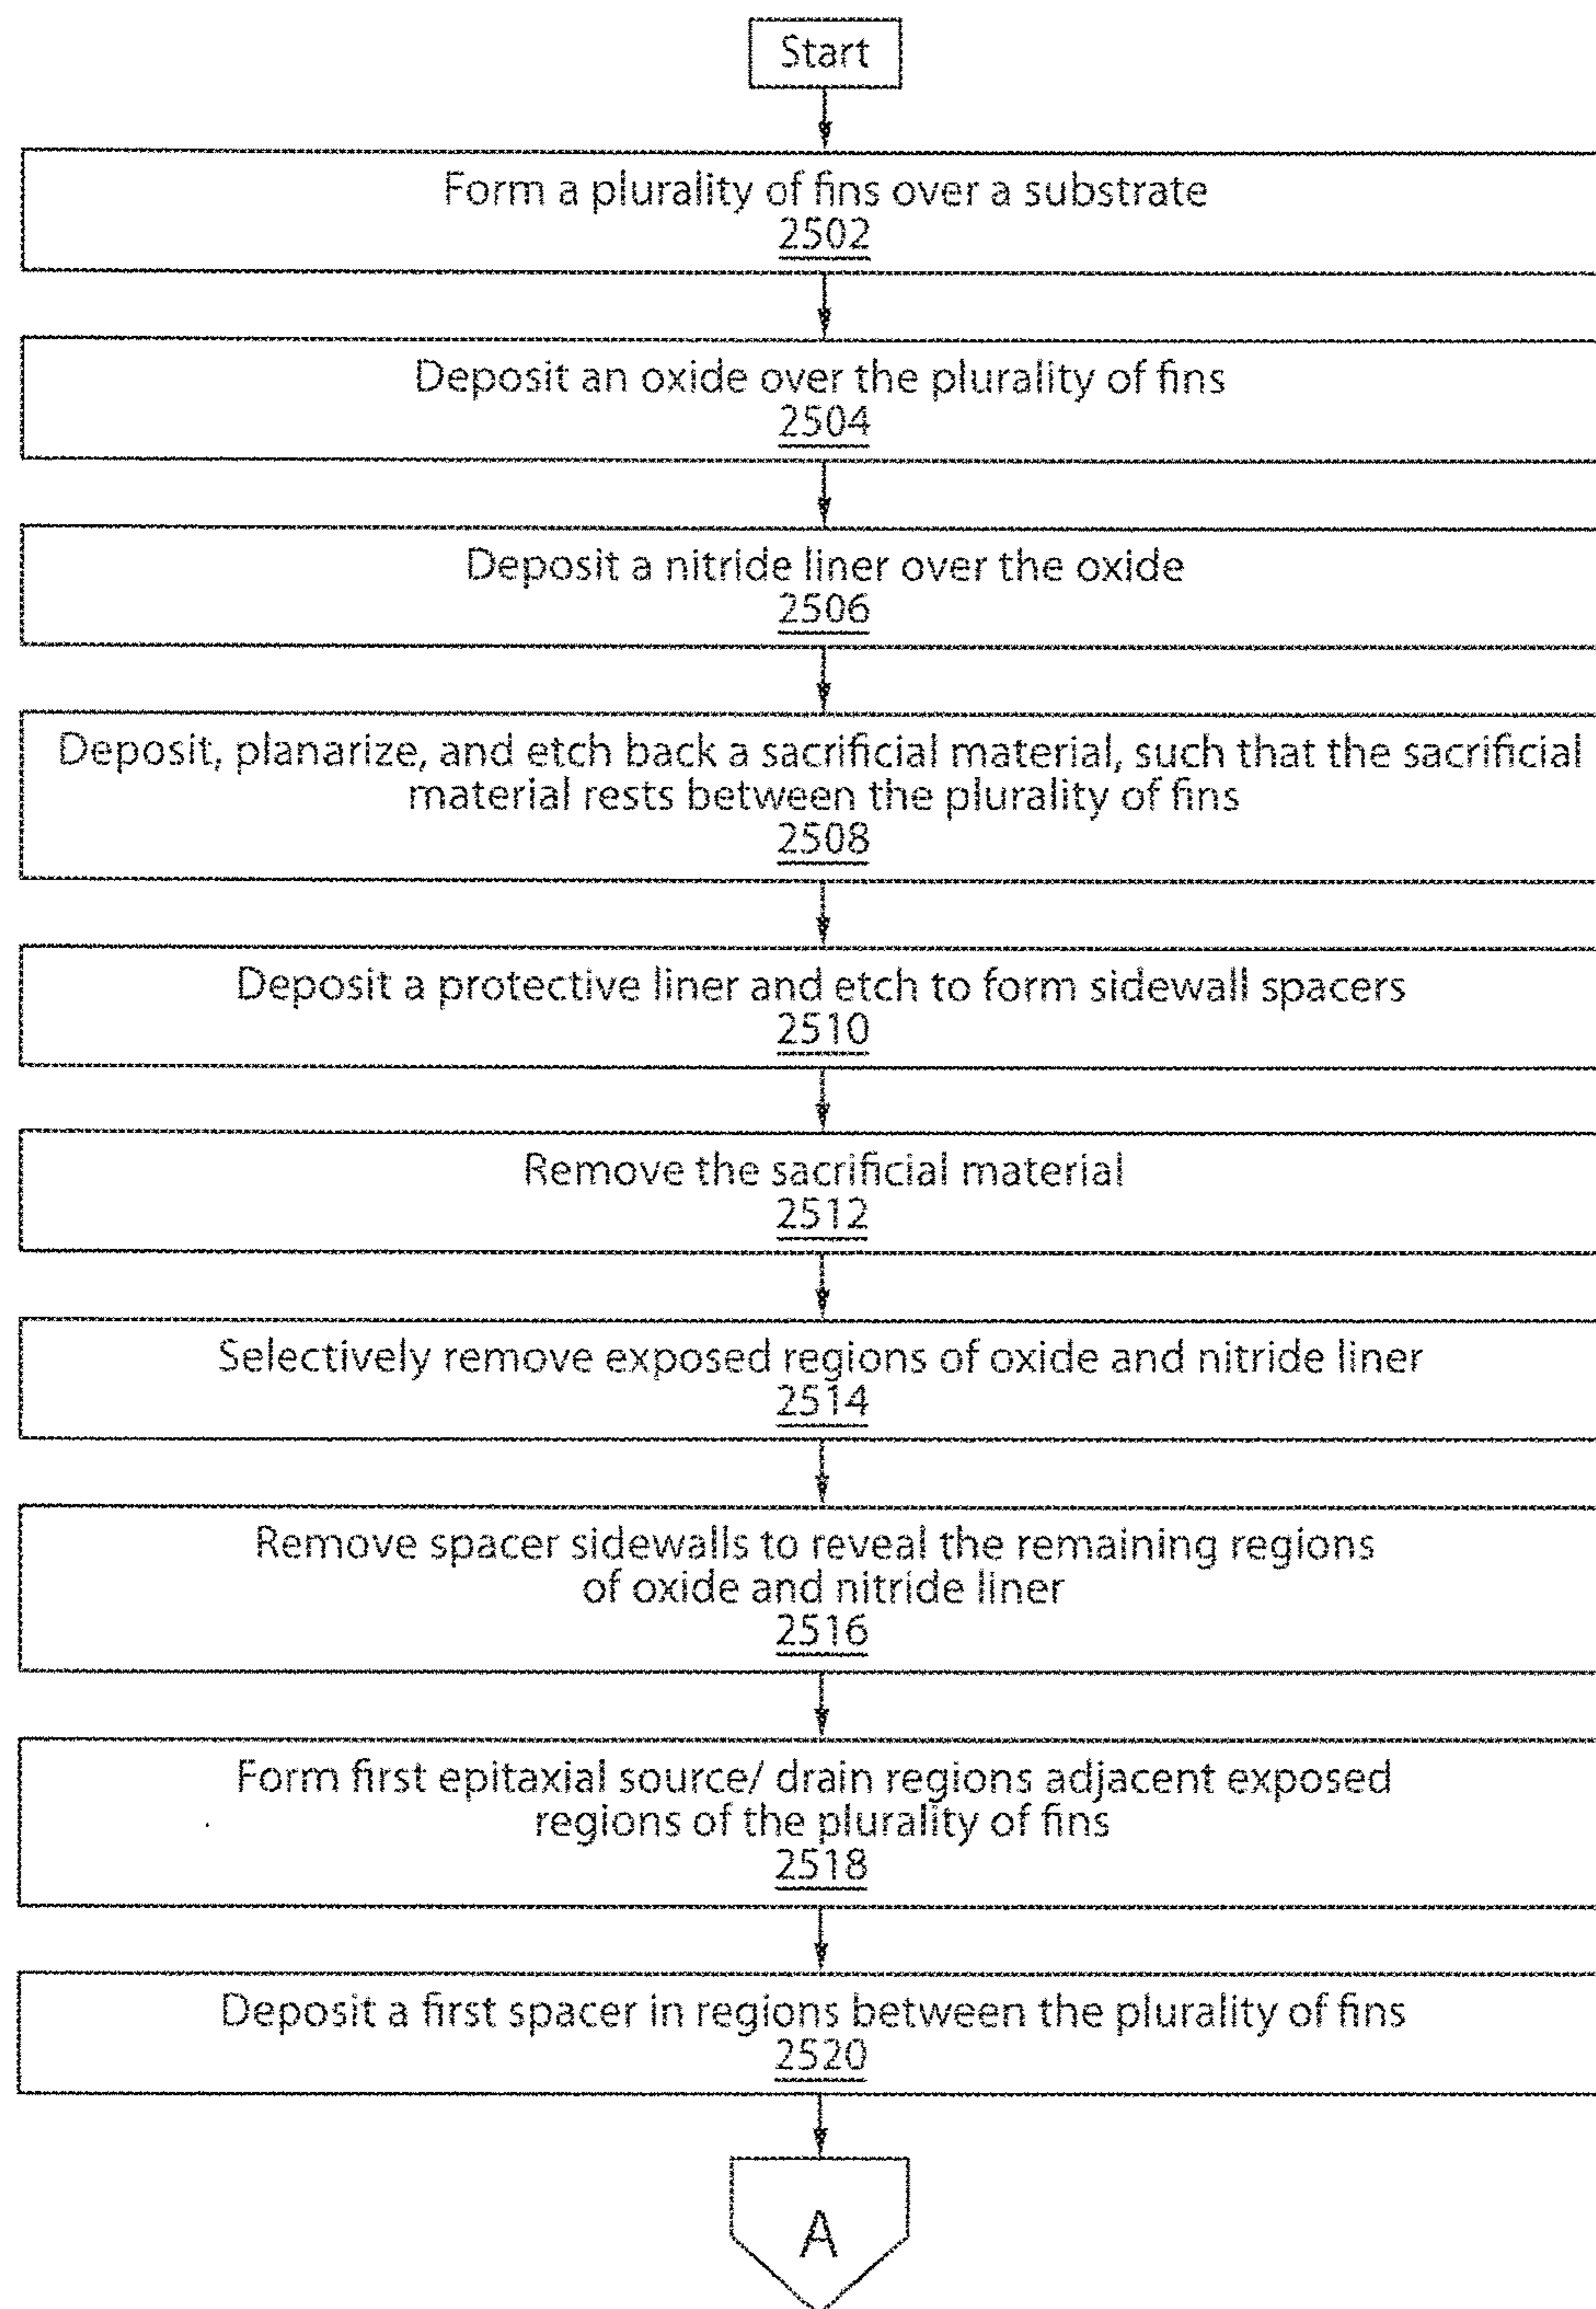 Start
Form a plurality of fins over a substrate
2502
Deposit an oxide over the plurality of fins
2504
Deposit a nitride liner over the oxide
2506
Deposit, planarize, and etch back a sacrificial material, such that the sacrificial
material rests between the plurality of fins
2508
Deposit a protective liner and etch to form sidewall spacers
2510
Remove the sacrificial material
2512
Selectively remove exposed regions of oxide and nitride liner
2514
Remove spacer sidewalls to reveal the remaining regions
of oxide and nitride liner
2516
Form first epitaxial source/ drain regions adjacent exposed
regions of the plurality of fins
2518
Deposit a first spacer in regions between the plurality of fins
2520
A